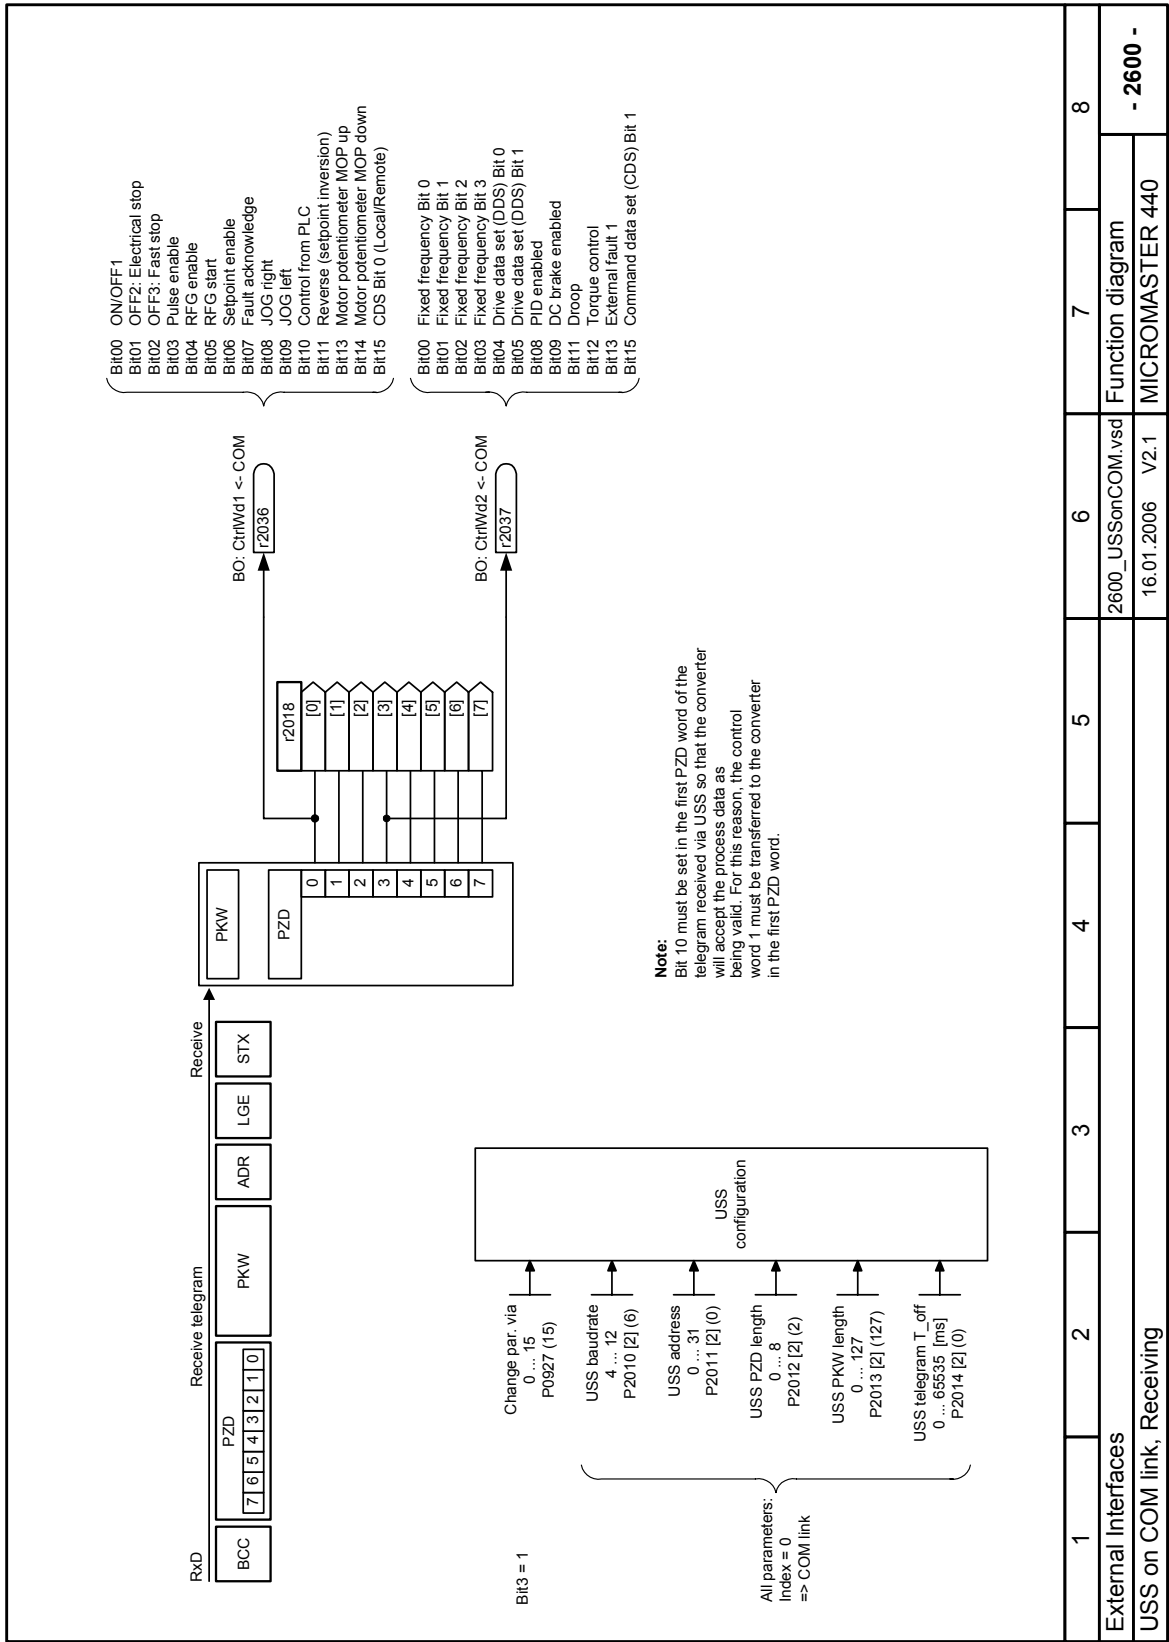 RxD
Receive telegram
Receive
BCC
PZD
7 6 5 4 3 2 1 0
PKW
ADR
LGE
STX
PKW
PZD
0
1
2
3
4
5
6
7
r2018
[0]
[1]
[2]
[3]
[4]
[5]
[6]
[7]
BO: CtrlWd1 <- COM
r2036
Bit00 ON/OFF1
Bit01 OFF2: Electrical stop
Bit02 OFF3: Fast stop
Bit03 Pulse enable
Bit04 RFG enable
Bit05 RFG start
Bit06 Setpoint enable
Bit07 Fault acknowledge
Bit08 JOG right
Bit09 JOG left
Bit10 Control from PLC
Bit11 Reverse (setpoint inversion)
Bit13 Motor potentiometer MOP up
Bit14 Motor potentiometer MOP down
Bit15 CDS Bit 0 (Local/Remote)
BO: CtrlWd2 <- COM
r2037
Bit00 Fixed frequency Bit 0
Bit01 Fixed frequency Bit 1
Bit02 Fixed frequency Bit 2
Bit03 Fixed frequency Bit 3
Bit04 Drive data set (DDS) Bit 0
Bit05 Drive data set (DDS) Bit 1
Bit08 PID enabled
Bit09 DC brake enabled
Bit11 Droop
Bit12 Torque control
Bit13 External fault 1
Bit15 Command data set (CDS) Bit 1
Bit3 = 1
Change par. via
0 ... 15
P0927 (15)
USS baudrate
4 ... 12
P2010 [2] (6)
USS address
0 ... 31
P2011 [2] (0)
USS PZD length
0 ... 8
P2012 [2] (2)
USS PKW length
0 ... 127
P2013 [2] (127)
USS telegram T_off
0 ... 65535 [ms]
P2014 [2] (0)
All parameters:
Index = 0
=> COM link
USS
configuration
Note:
Bit 10 must be set in the first PZD word of the
telegram received via USS so that the converter
will accept the process data as
being valid. For this reason, the control
word 1 must be transferred to the converter
in the first PZD word.
1 2 3 4 5 6 7 8
External Interfaces
2600_USSonCOM.vsd
Function diagram
- 2600 -
USS on COM link, Receiving
16.01.2006 V2.1
MICROMASTER 440